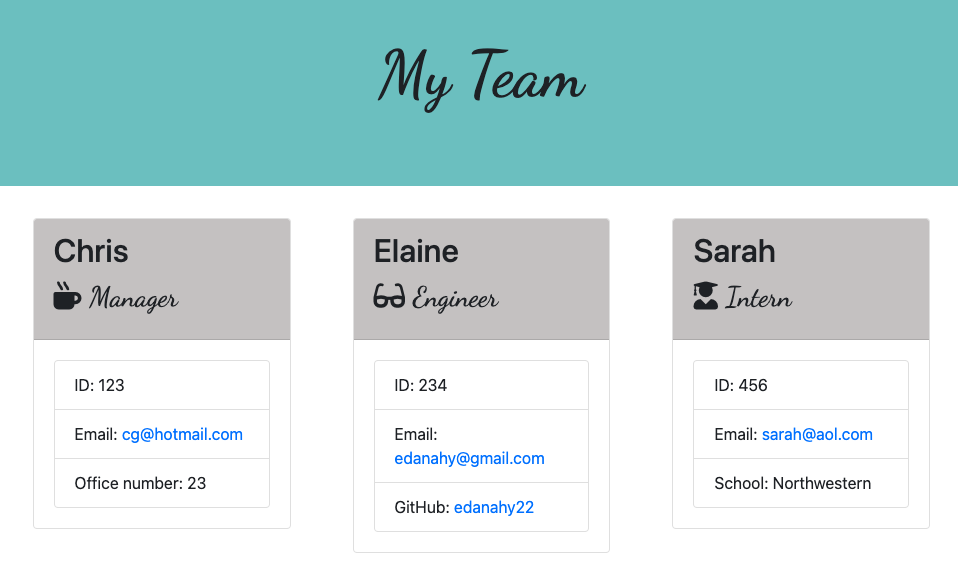 My Team
Chris
Manager
ID: 123
Email: cg@hotmail.com
Office number: 23
Elaine
Engineer
ID: 234
Email:
edanahy@gmail.com
GitHub: edanahy22
Sarah
Intern
ID: 456
Email: sarah@aol.com
School: Northwestern